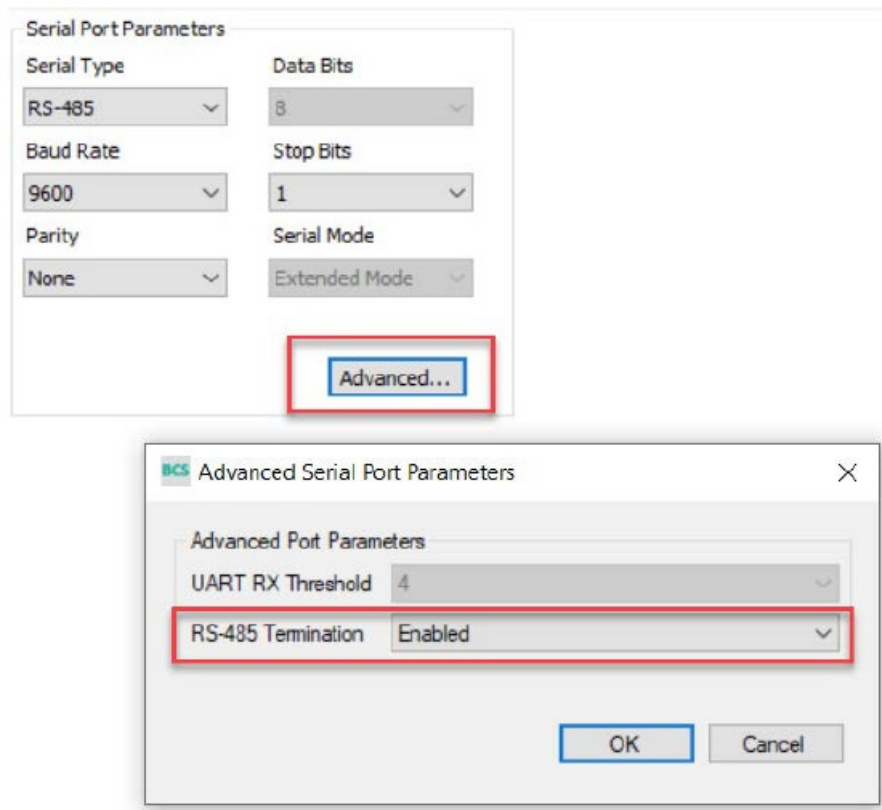 Serial Port Parameters
Serial Type Data Bits
RS-485 8
Baud Rate Stop Bits
9600 1
Parity Serial Mode
None Extended Mode
Advanced...
BCS Advanced Serial Port Parameters
Advanced Port Parameters
UART RX Threshold 4
RS-485 Termination Enabled
OK Cancel